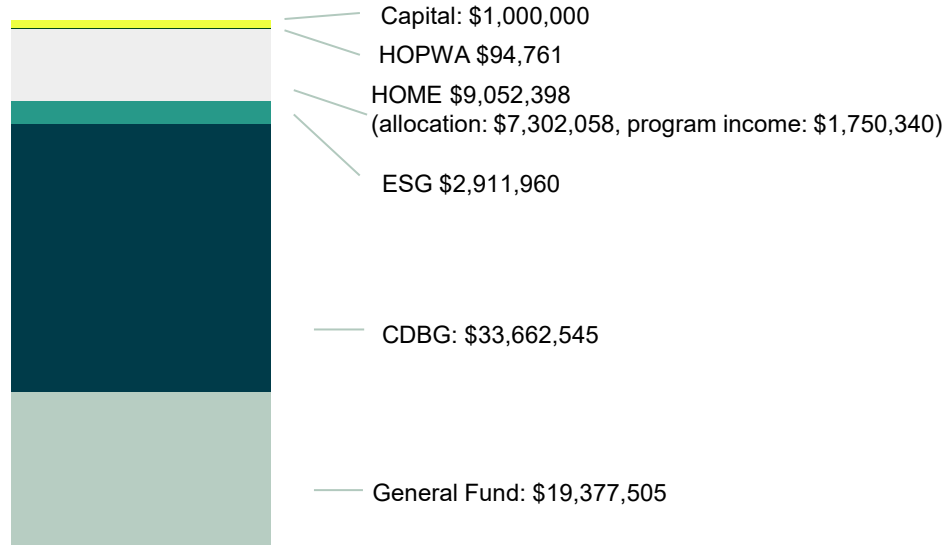 Capital: $1,000,000
HOPWA $94,761
HOME $9,052,398
(allocation: $7,302,058, program income: $1,750,340)
ESG $2,911,960
CDBG: $33,662,545
General Fund: $19,377,505